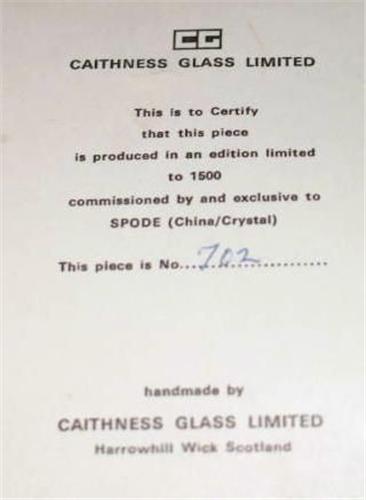 CG
CAITHNESS GLASS LIMITED
This is to Certify
that this piece
is produced in an edition limited
to 1500
commissioned by and exclusive to
SPODE (China/Crystal)
This piece is No....702....................
handmade by
CAITHNESS GLASS LIMITED
Harrowhill Wick Scotland